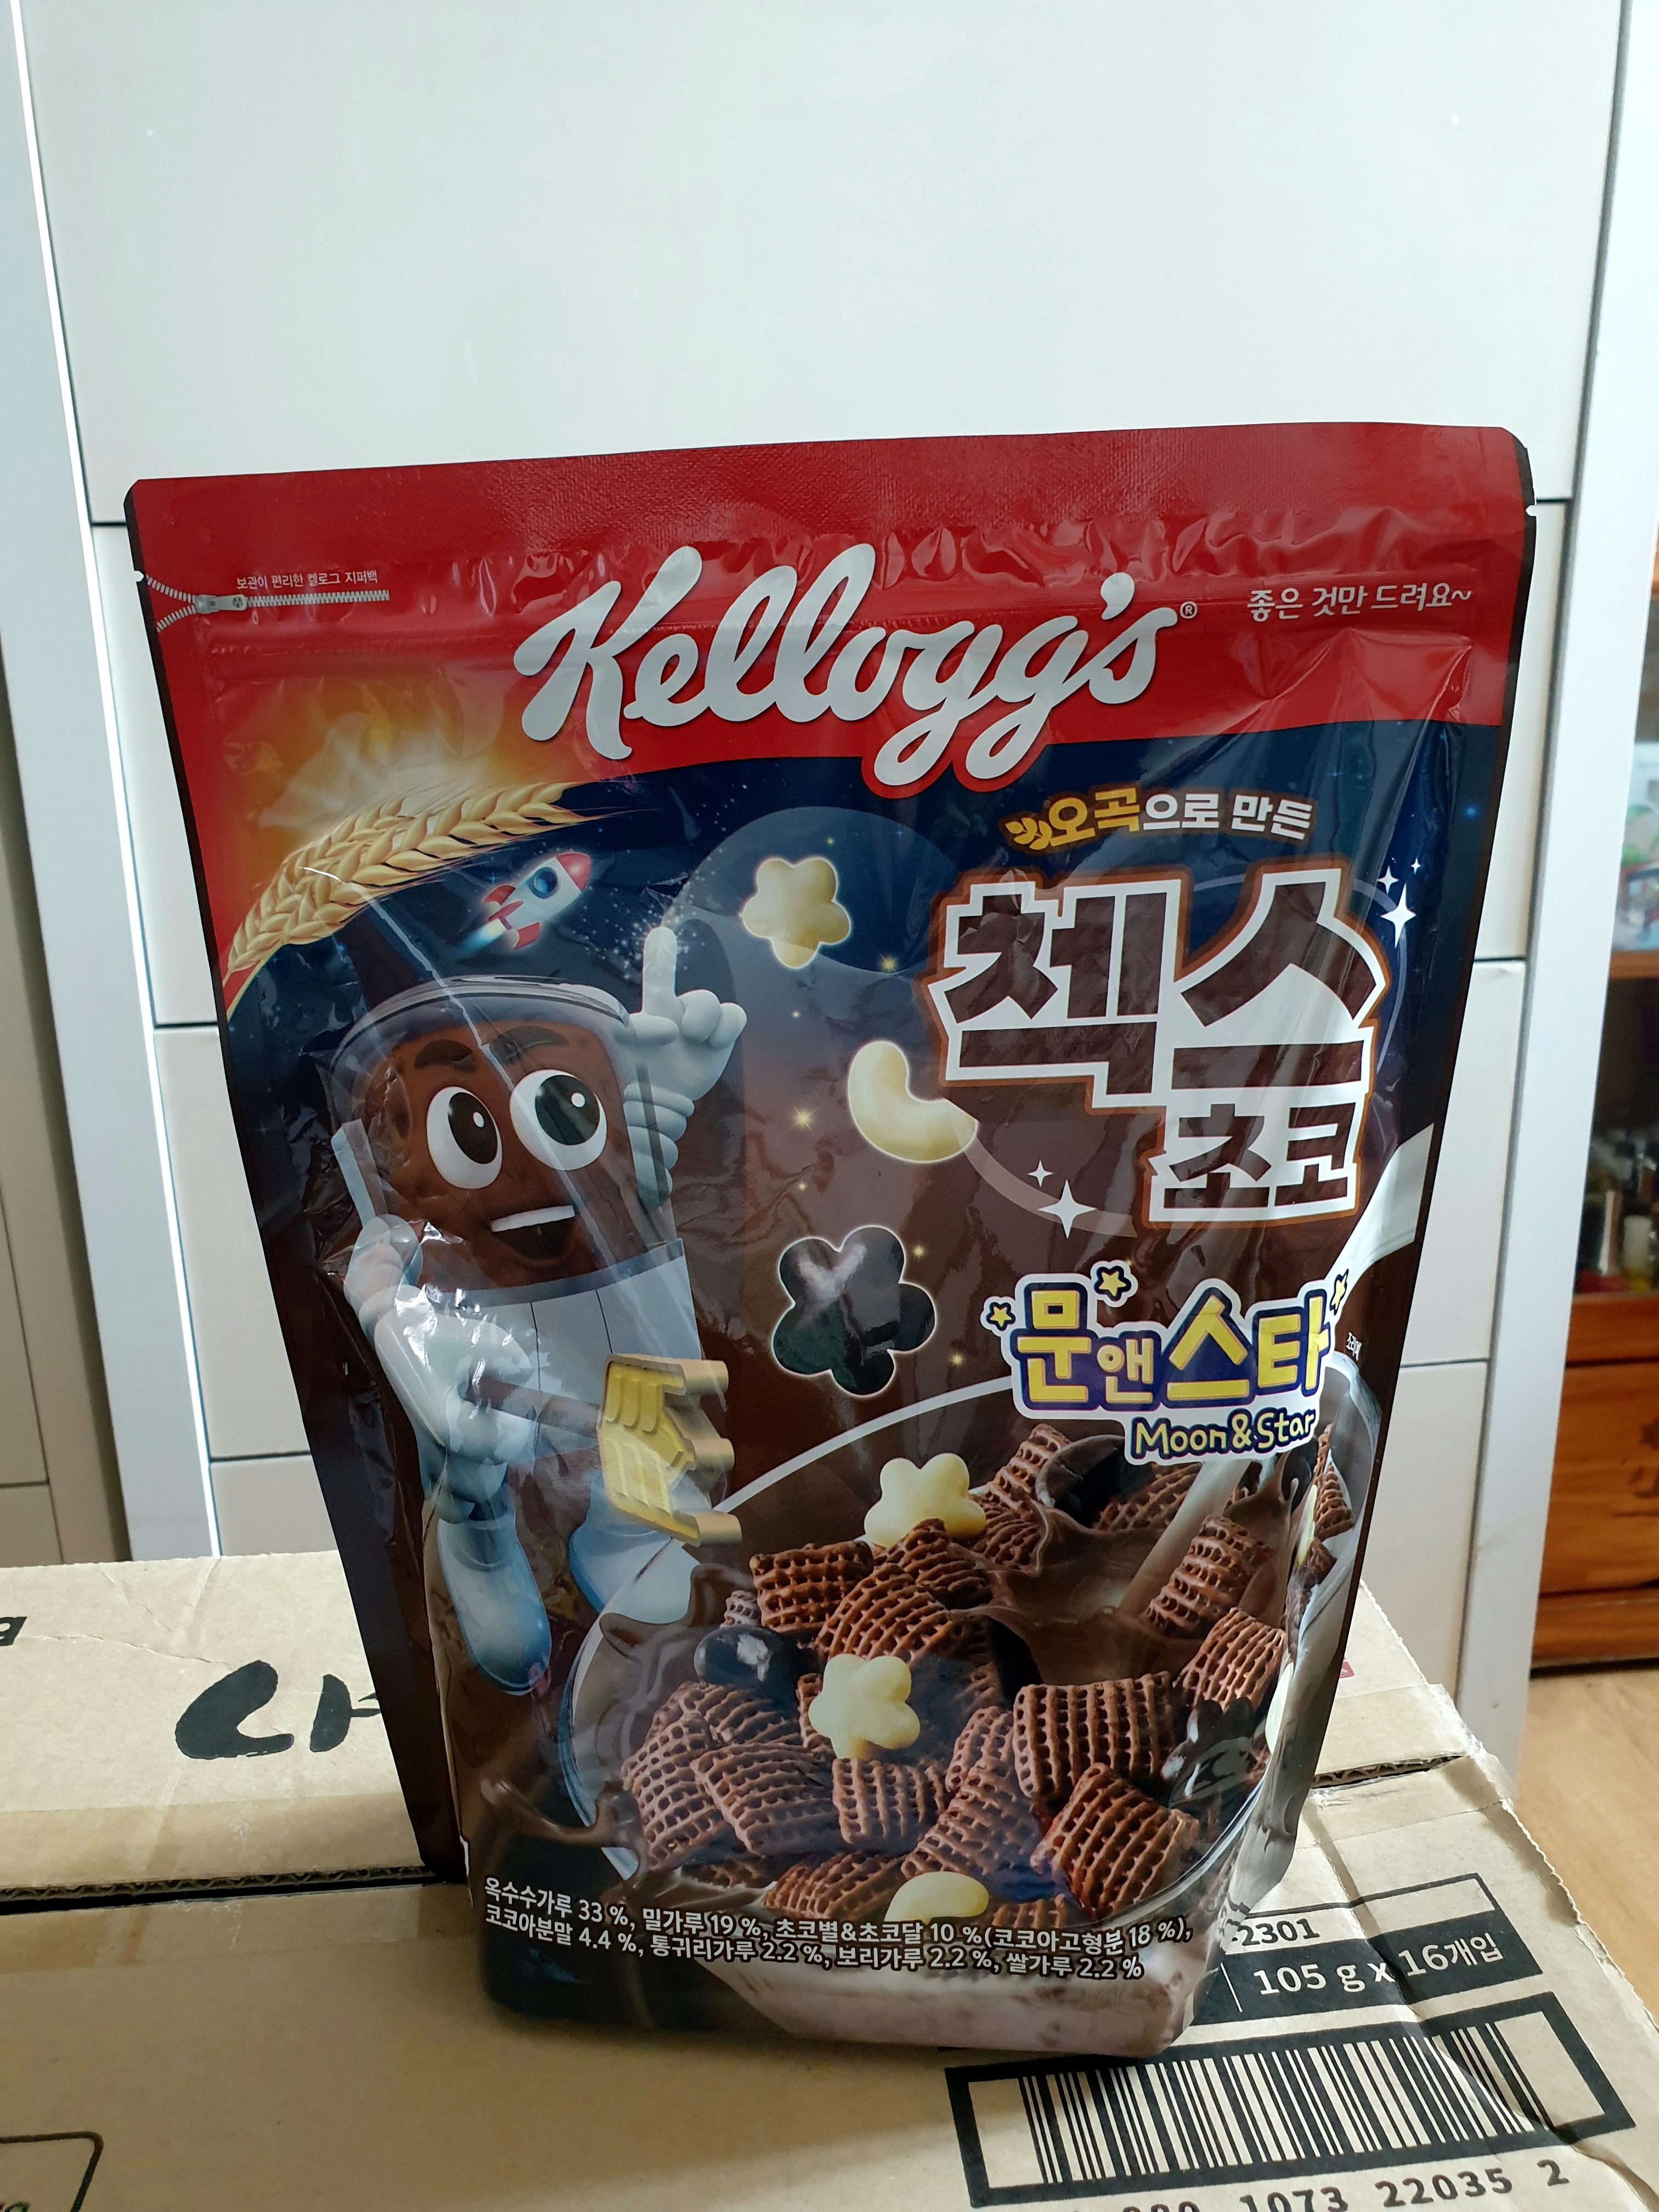 보관이 편리한 켈로그 지퍼백
Kellogg's®
좋은 것만 드려요~
오곡으로 만든
첵스
초코
문앤스타
Moon & Star
옥수수가루 33 %, 밀가루 19 %, 초코별&초코달 10 %(코코아고형분 18 %),
코코아분말 4.4 %, 통귀리가루 2.2 %, 보리가루 2.2 %, 쌀가루 2.2 %
-2301
105 g x 16개입
1073 22035 2